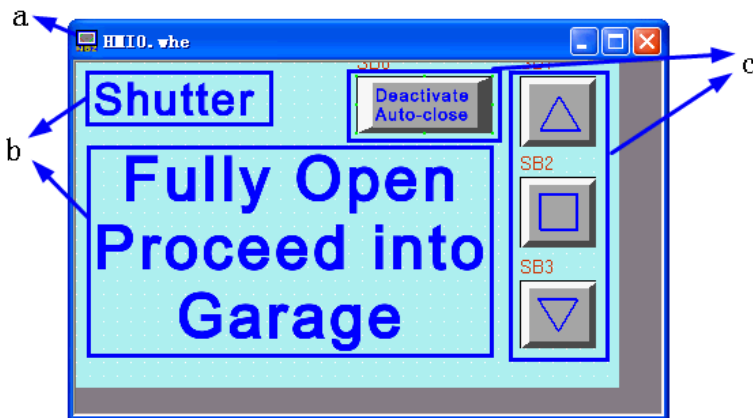 a
HMI0.whe
SB0
c
Shutter
Deactivate
Auto-close
b
Fully Open
SB2
Proceed into
SB3
Garage